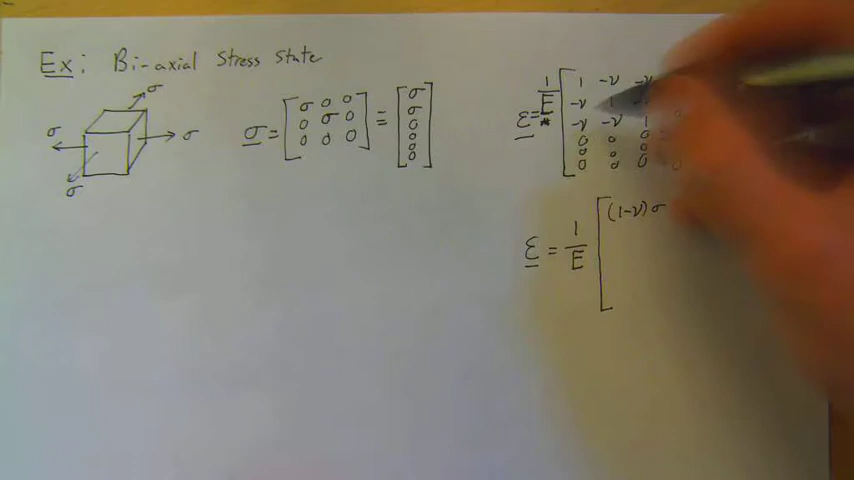 Ex: Bi-axial Stress State
σ
σ
σ
σ
σ = [σ 0 0
0 σ 0
0 0 0]
≡ [σ
σ
0
0
0
0]
ε = 1/E * [1 -ν -ν
-ν 1
-ν -ν 1
0 0 0
0 0 0
0 0 0
ε = 1/E [(1-ν)σ